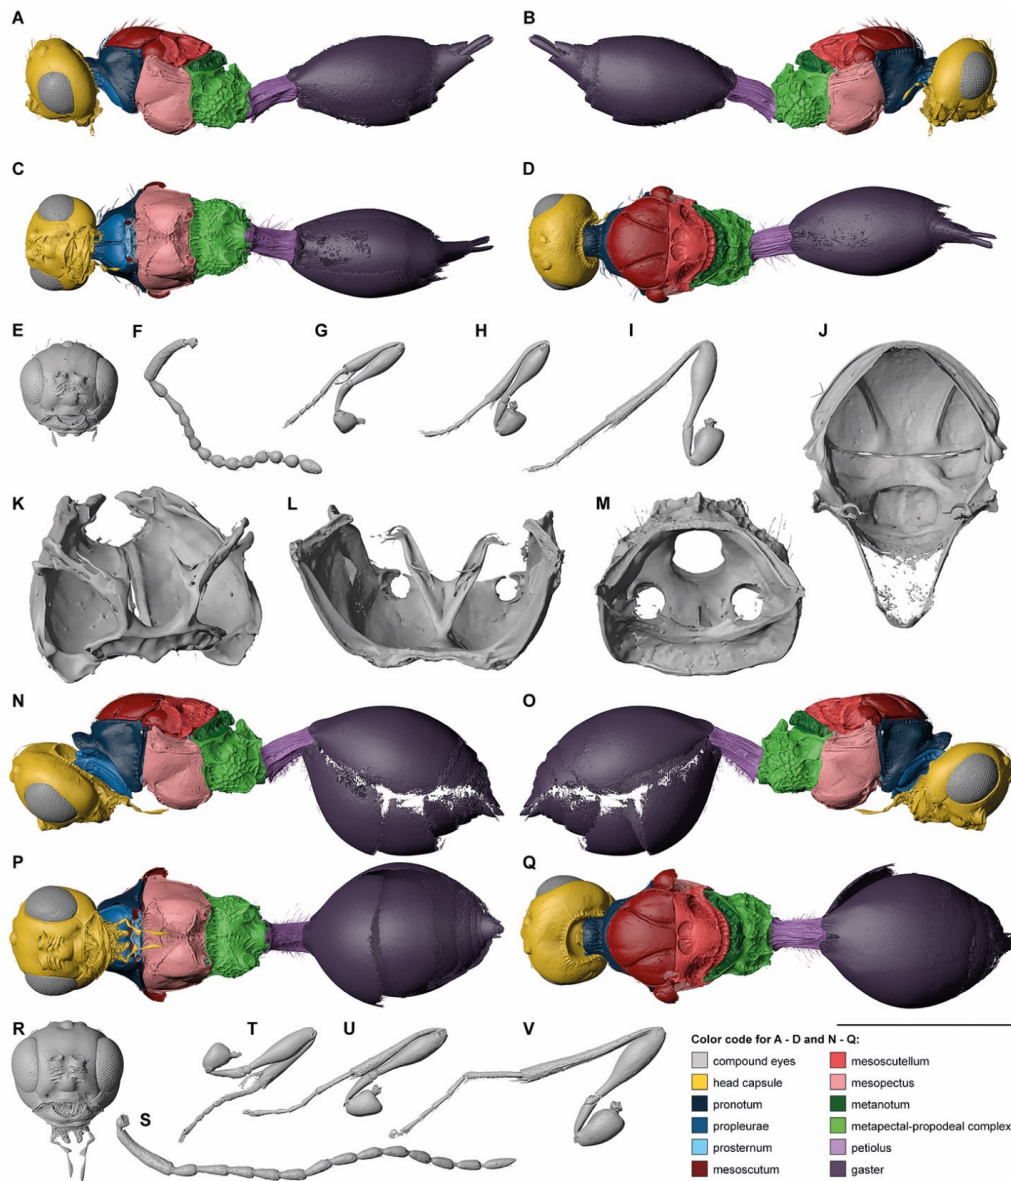 A
B
C
D
E
F
G
H
I
J
K
L
M
N
O
P
Q
R
S
T
U
V
Color code for A - D and N - Q:
compound eyes
head capsule
pronotum
propleurae
prosternum
mesoscutum
mesoscutellum
mesopectus
metanotum
metapectal-propodeal complex
petiolus
gaster